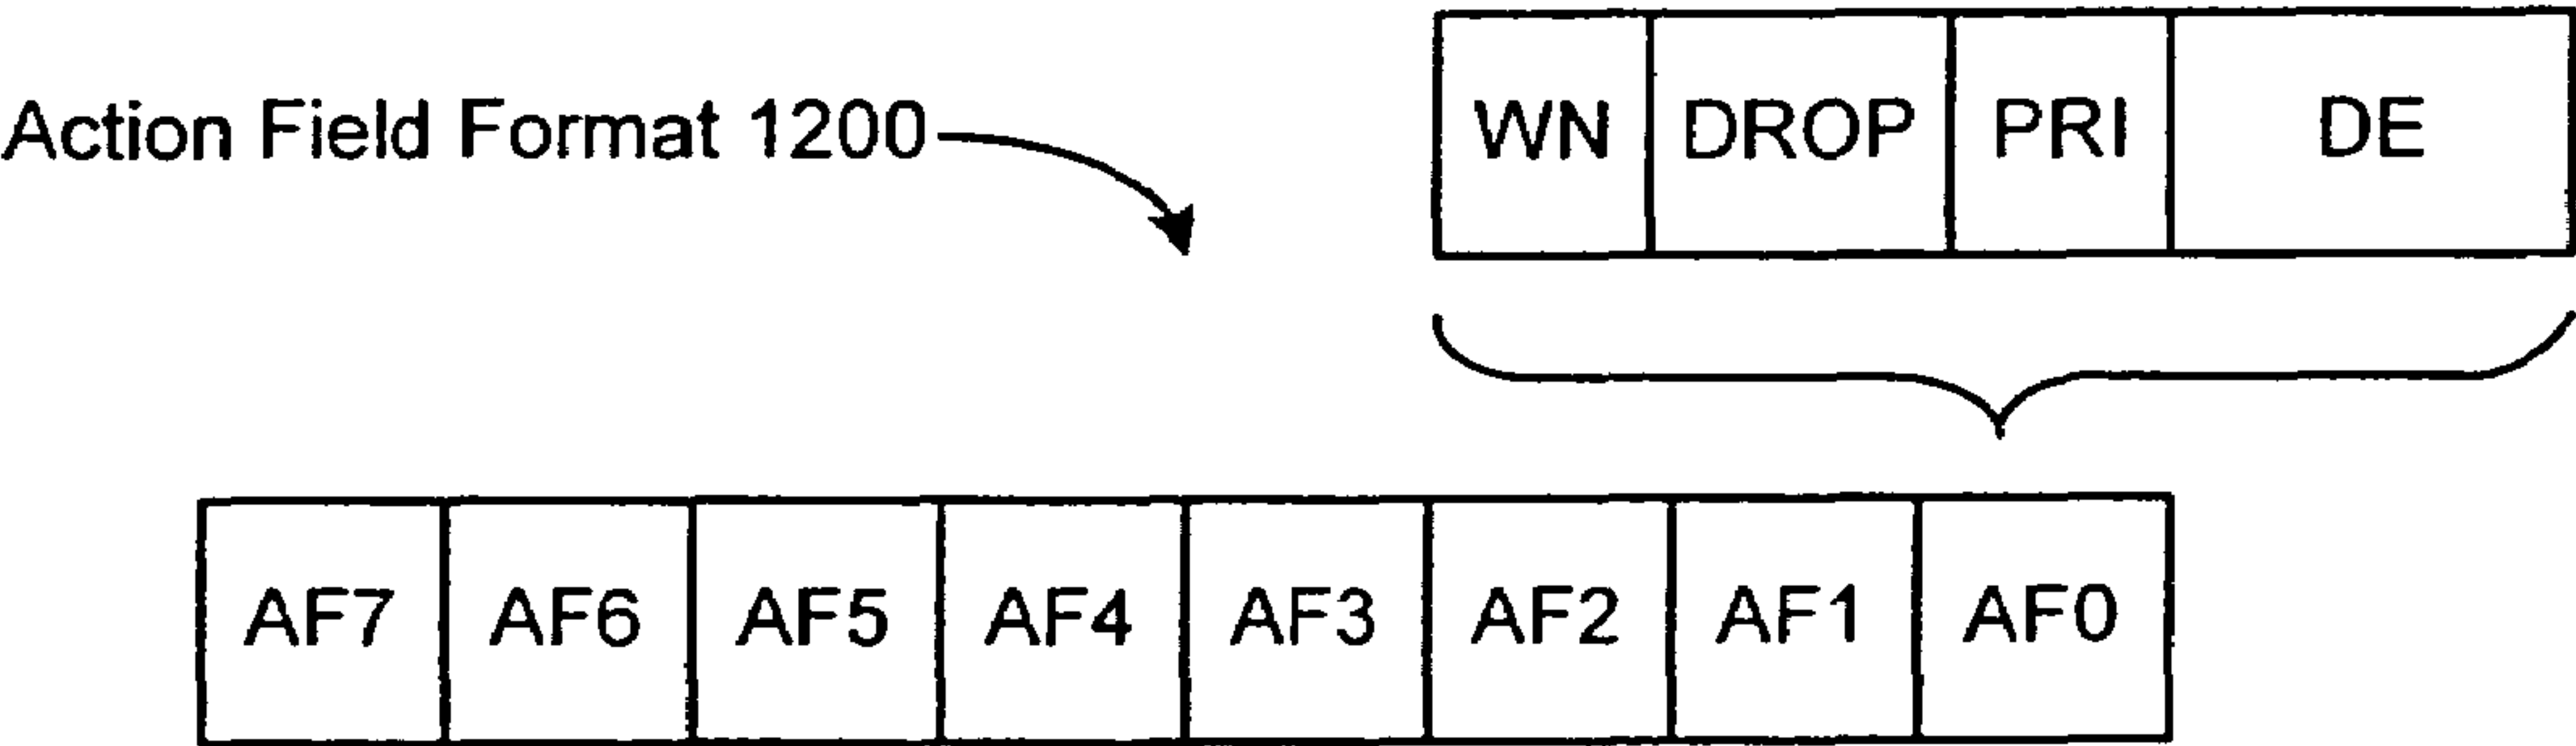 Action Field Format 1200
WN DROP PRI DE
AF7 AF6 AF5 AF4 AF3 AF2 AF1 AF0